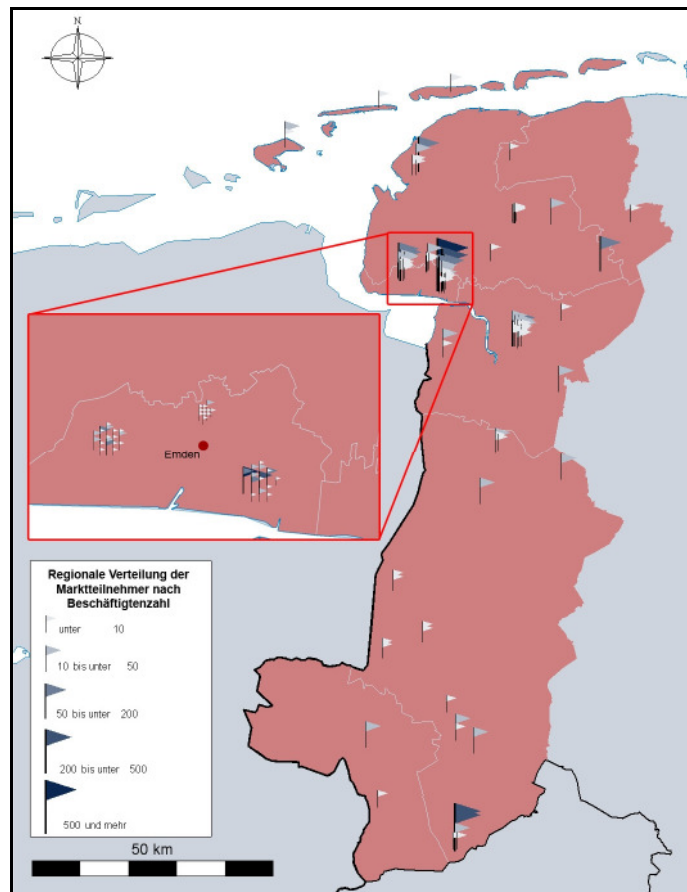 N
Emden
Regionale Verteilung der
Marktteilnehmer nach
Beschäftigtenzahl
unter 10
10 bis unter 50
50 bis unter 200
200 bis unter 500
500 und mehr
50 km